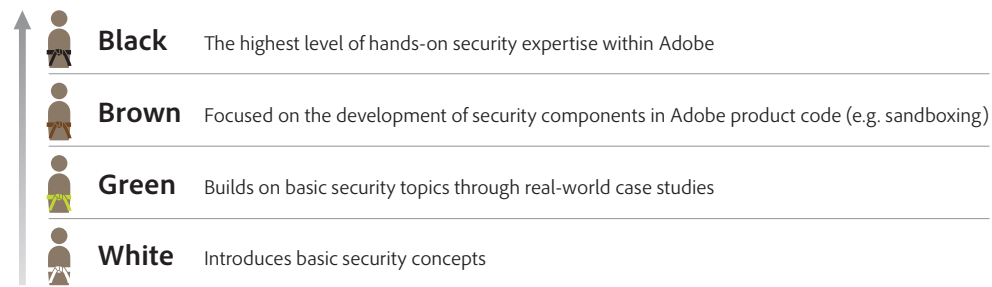 Black The highest level of hands-on security expertise within Adobe
Brown Focused on the development of security components in Adobe product code (e.g. sandboxing)
Green Builds on basic security topics through real-world case studies
White Introduces basic security concepts